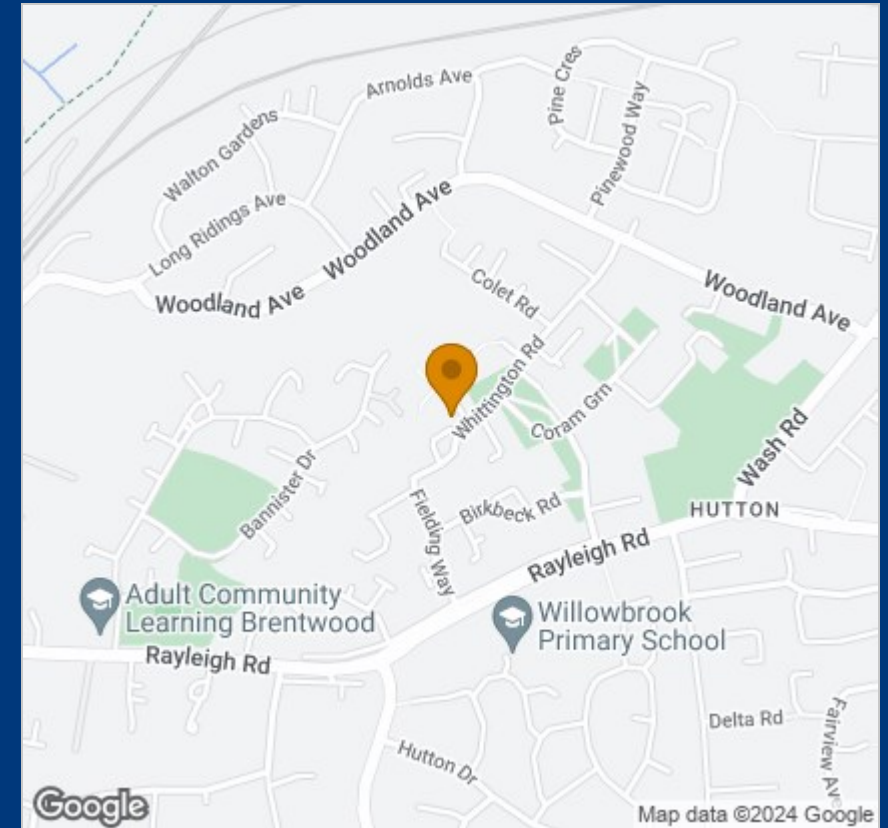 Arnolds Ave
Pine Cres
Pinewood Way
Walton Gardens
Long Ridings Ave
Woodland Ave
Woodland Ave
Colet Rd
Woodland Ave
Whittington Rd
Coram Grn
Wash Rd
Bannister Dr
Fielding Way
Birkbeck Rd
HUTTON
Rayleigh Rd
Adult Community
Learning Brentwood
Willowbrook
Primary School
Rayleigh Rd
Delta Rd
Fairview Av
Hutton Dr
Google
Map data ©2024 Google